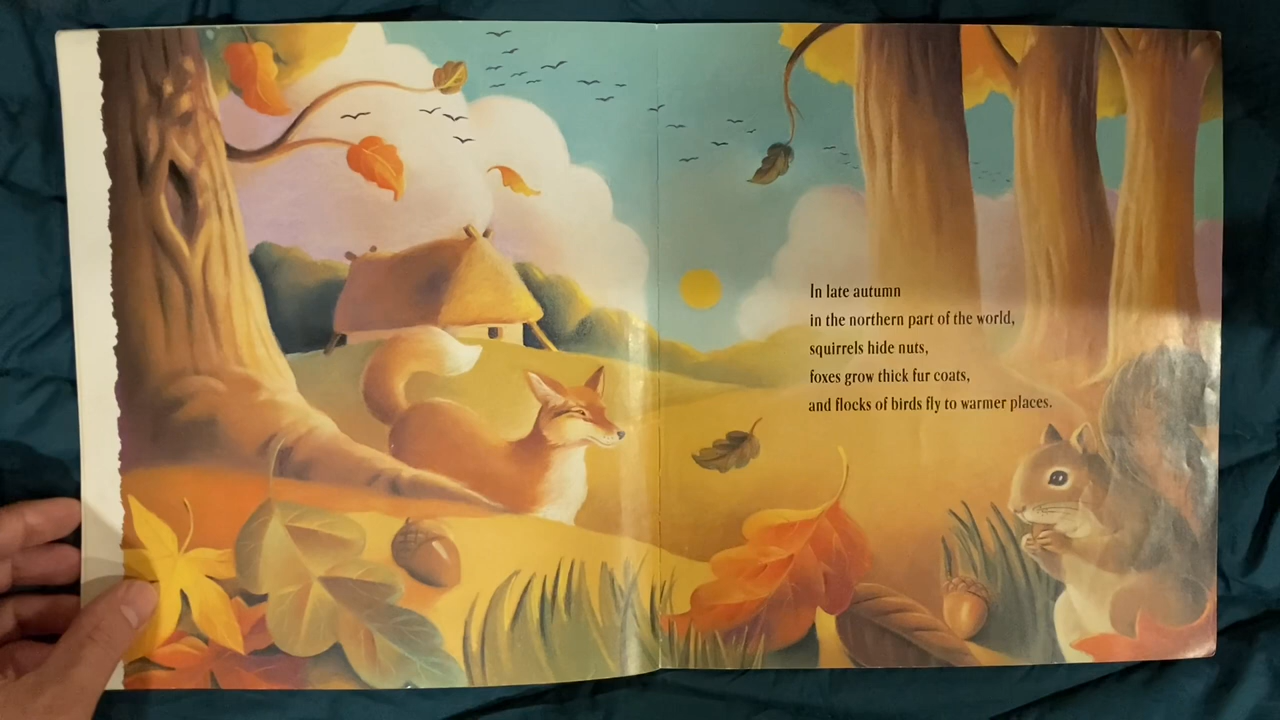 In late autumn
in the northern part of the world,
squirrels hide nuts,
foxes grow thick fur coats,
and flocks of birds fly to warmer places.